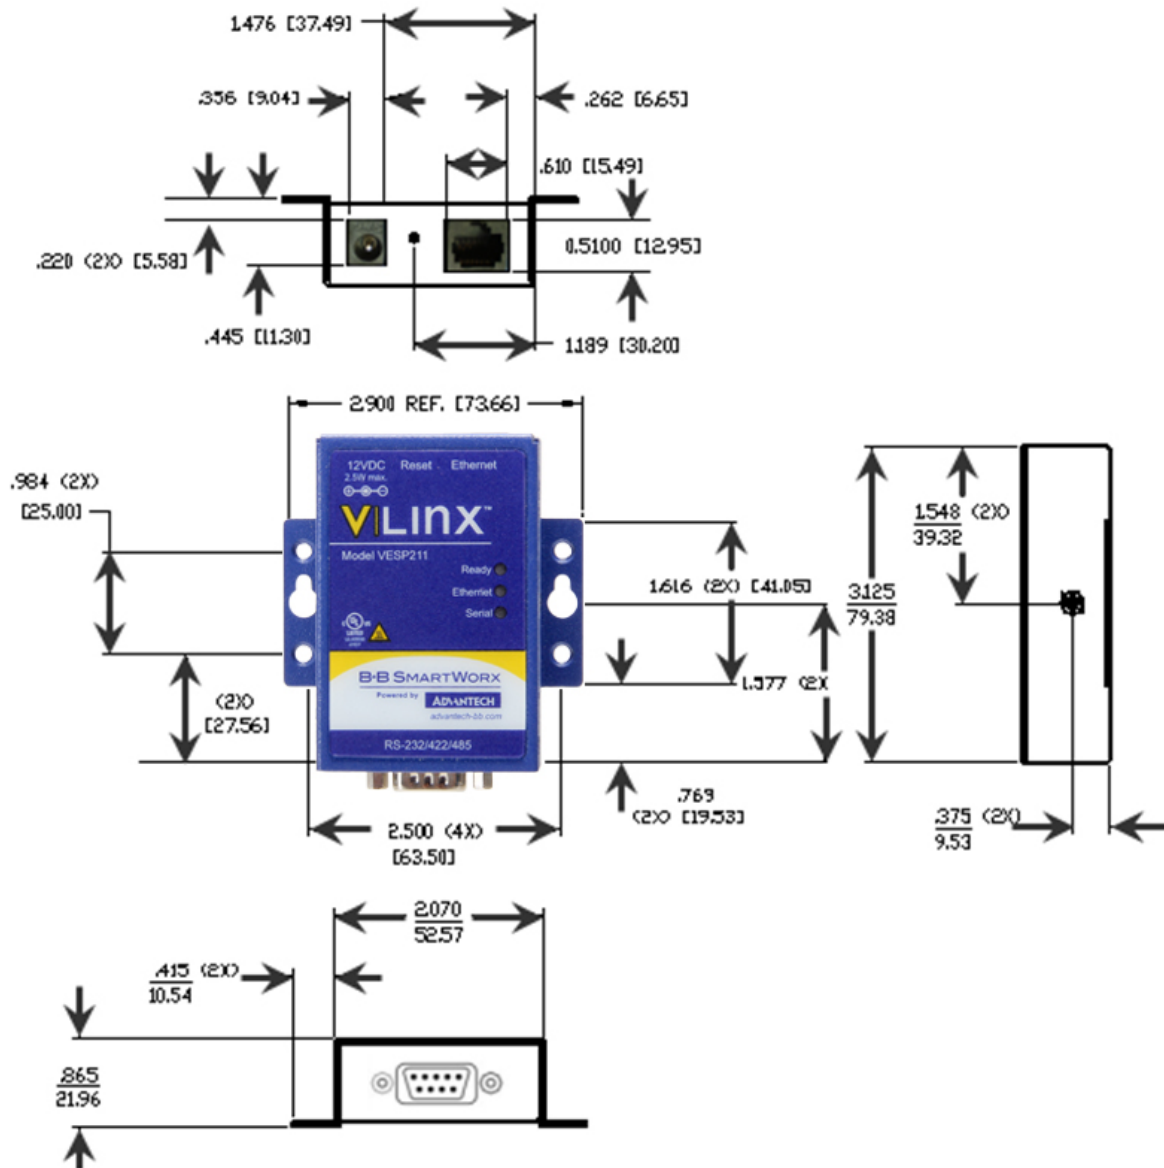 1.476 [37.49]
.356 [9.04]
.262 [6.65]
.610 [15.49]
.220 (2X) [5.58]
0.5100 [12.95]
.445 [11.30]
1.189 [30.20]
2.900 REF. [73.66]
.984 (2X)
[25.00]
12VDC Reset Ethernet
2.5W max.
VLINX™
Model VESP211
Ready
Ethernet
Serial
1.548 (2X)
39.32
1.616 (2X) [41.05]
3.125
79.38
B+B SMARTWORX
Powered by ADVANTECH
advantech-bb.com
1.577 (2X
(2X)
[27.56]
RS-232/422/485
.769
(2X) [19.53]
2.500 (4X)
[63.50]
.375 (2X)
9.53
2.070
52.57
.415 (2X)
10.54
.865
21.96